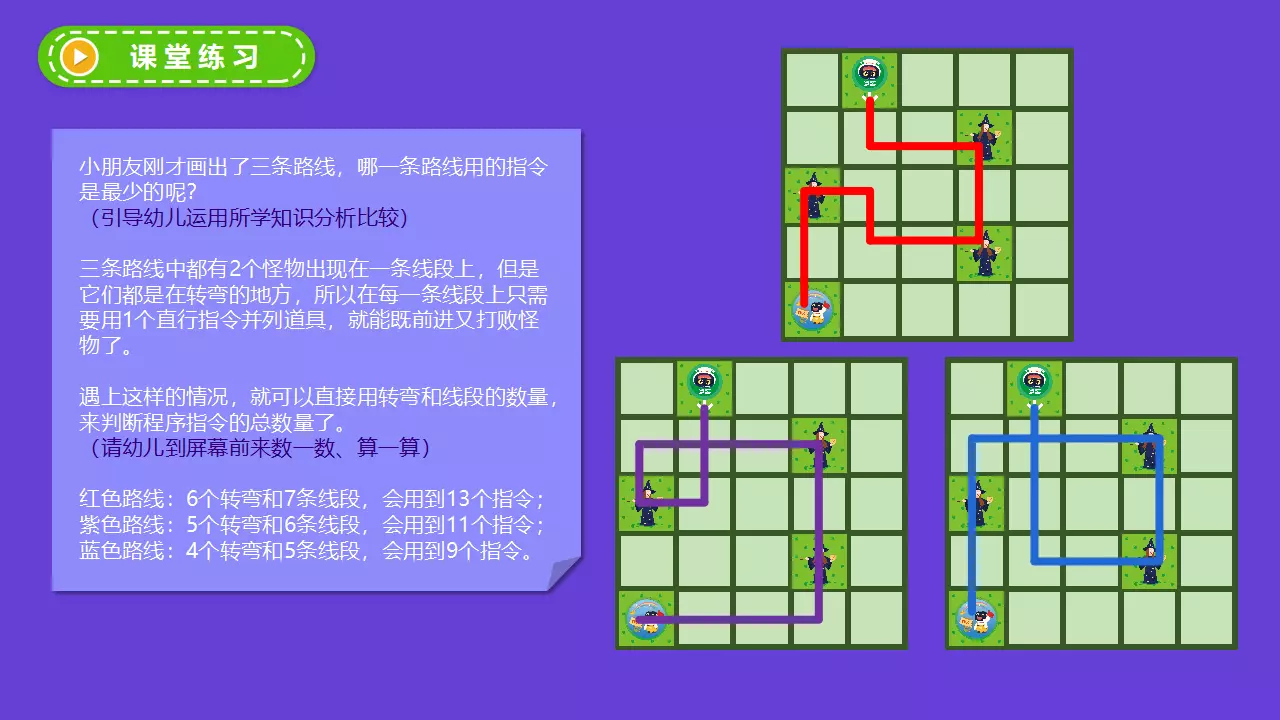 课堂练习
小朋友刚才画出了三条路线，哪一条路线用的指令
是最少的呢？
（引导幼儿运用所学知识分析比较）
三条路线中都有2个怪物出现在一条线段上，但是
它们都是在转弯的地方，所以在每一条线段上只需
要用1个直行指令并列道具，就能既前进又打败怪
物了。
遇上这样的情况，就可以直接用转弯和线段的数量，
来判断程序指令的总数量了。
（请幼儿到屏幕前来数一数、算一算）
红色路线：6个转弯和7条线段，会用到13个指令；
紫色路线：5个转弯和6条线段，会用到11个指令；
蓝色路线：4个转弯和5条线段，会用到9个指令。